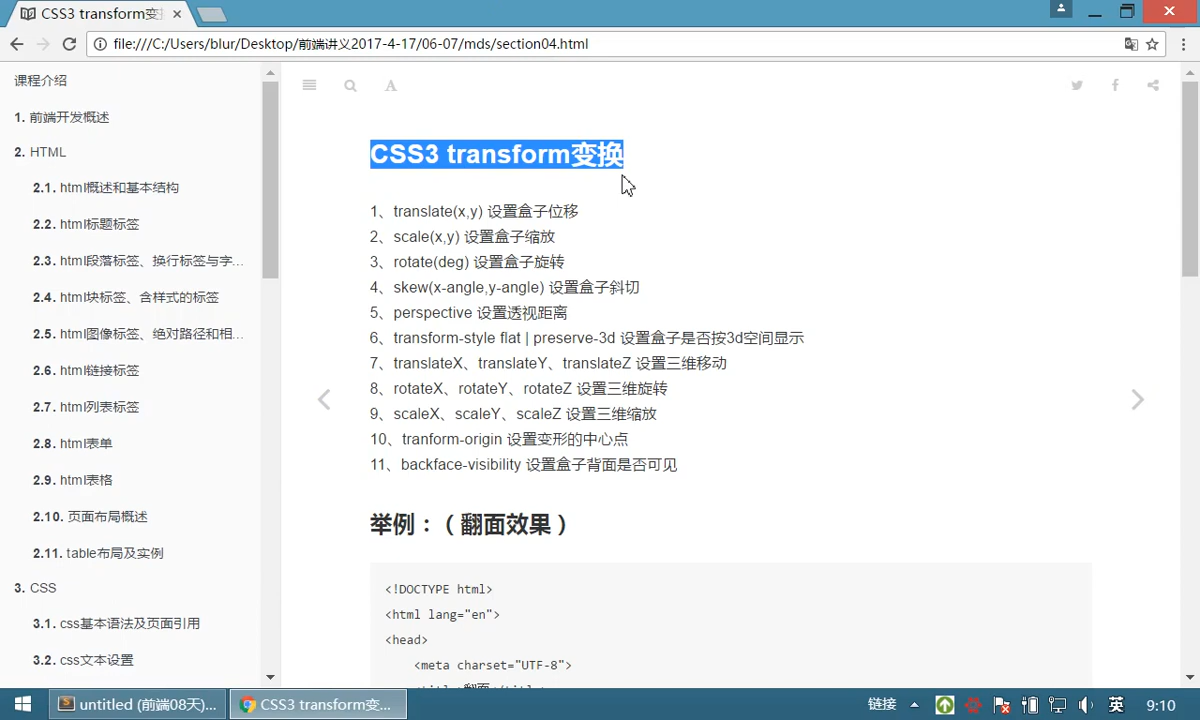 CSS3 transform变
file:///C:/Users/blur/Desktop/前端讲义2017-4-17/06-07/mds/section04.html
课程介绍
1. 前端开发概述
2. HTML
2.1. html概述和基本结构
2.2. html标题标签
2.3. html段落标签、换行标签与字...
2.4. html块标签、含样式的标签
2.5. html图像标签、绝对路径和相...
2.6. html链接标签
2.7. html列表标签
2.8. html表单
2.9. html表格
2.10. 页面布局概述
2.11. table布局及实例
3. CSS
3.1. css基本语法及页面引用
3.2. css文本设置
A
CSS3 transform变换
1、translate(x,y) 设置盒子位移
2、scale(x,y) 设置盒子缩放
3、rotate(deg) 设置盒子旋转
4、skew(x-angle,y-angle) 设置盒子斜切
5、perspective 设置透视距离
6、transform-style flat | preserve-3d 设置盒子是否按3d空间显示
7、translateX、translateY、translateZ 设置三维移动
8、rotateX、rotateY、rotateZ 设置三维旋转
9、scaleX、scaleY、scaleZ 设置三维缩放
10、tranform-origin 设置变形的中心点
11、backface-visibility 设置盒子背面是否可见
举例：（翻面效果）
<!DOCTYPE html>
<html lang="en">
<head>
<meta charset="UTF-8">
untitled (前端08天)...
CSS3 transform变...
链接
英
9:10